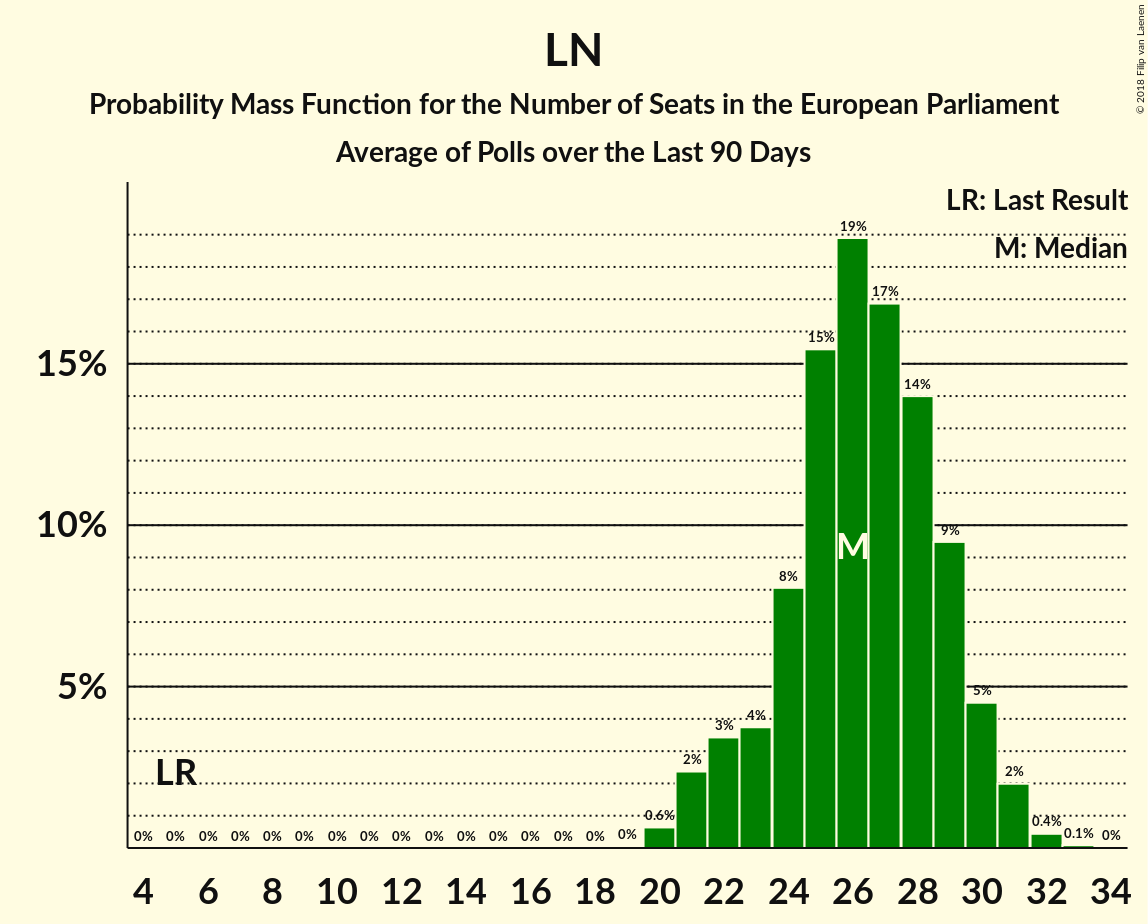 LN
Probability Mass Function for the Number of Seats in the European Parliament
Average of Polls over the Last 90 Days
© 2018 Filip van Laenen
LR: Last Result
M: Median
15%
10%
5%
LR
M
0% 0% 0% 0% 0% 0% 0% 0% 0% 0% 0% 0% 0% 0% 0% 0% 0.6% 2% 3% 4% 8% 15% 19% 17% 14% 9% 5% 2% 0.4% 0.1% 0%
4 6 8 10 12 14 16 18 20 22 24 26 28 30 32 34